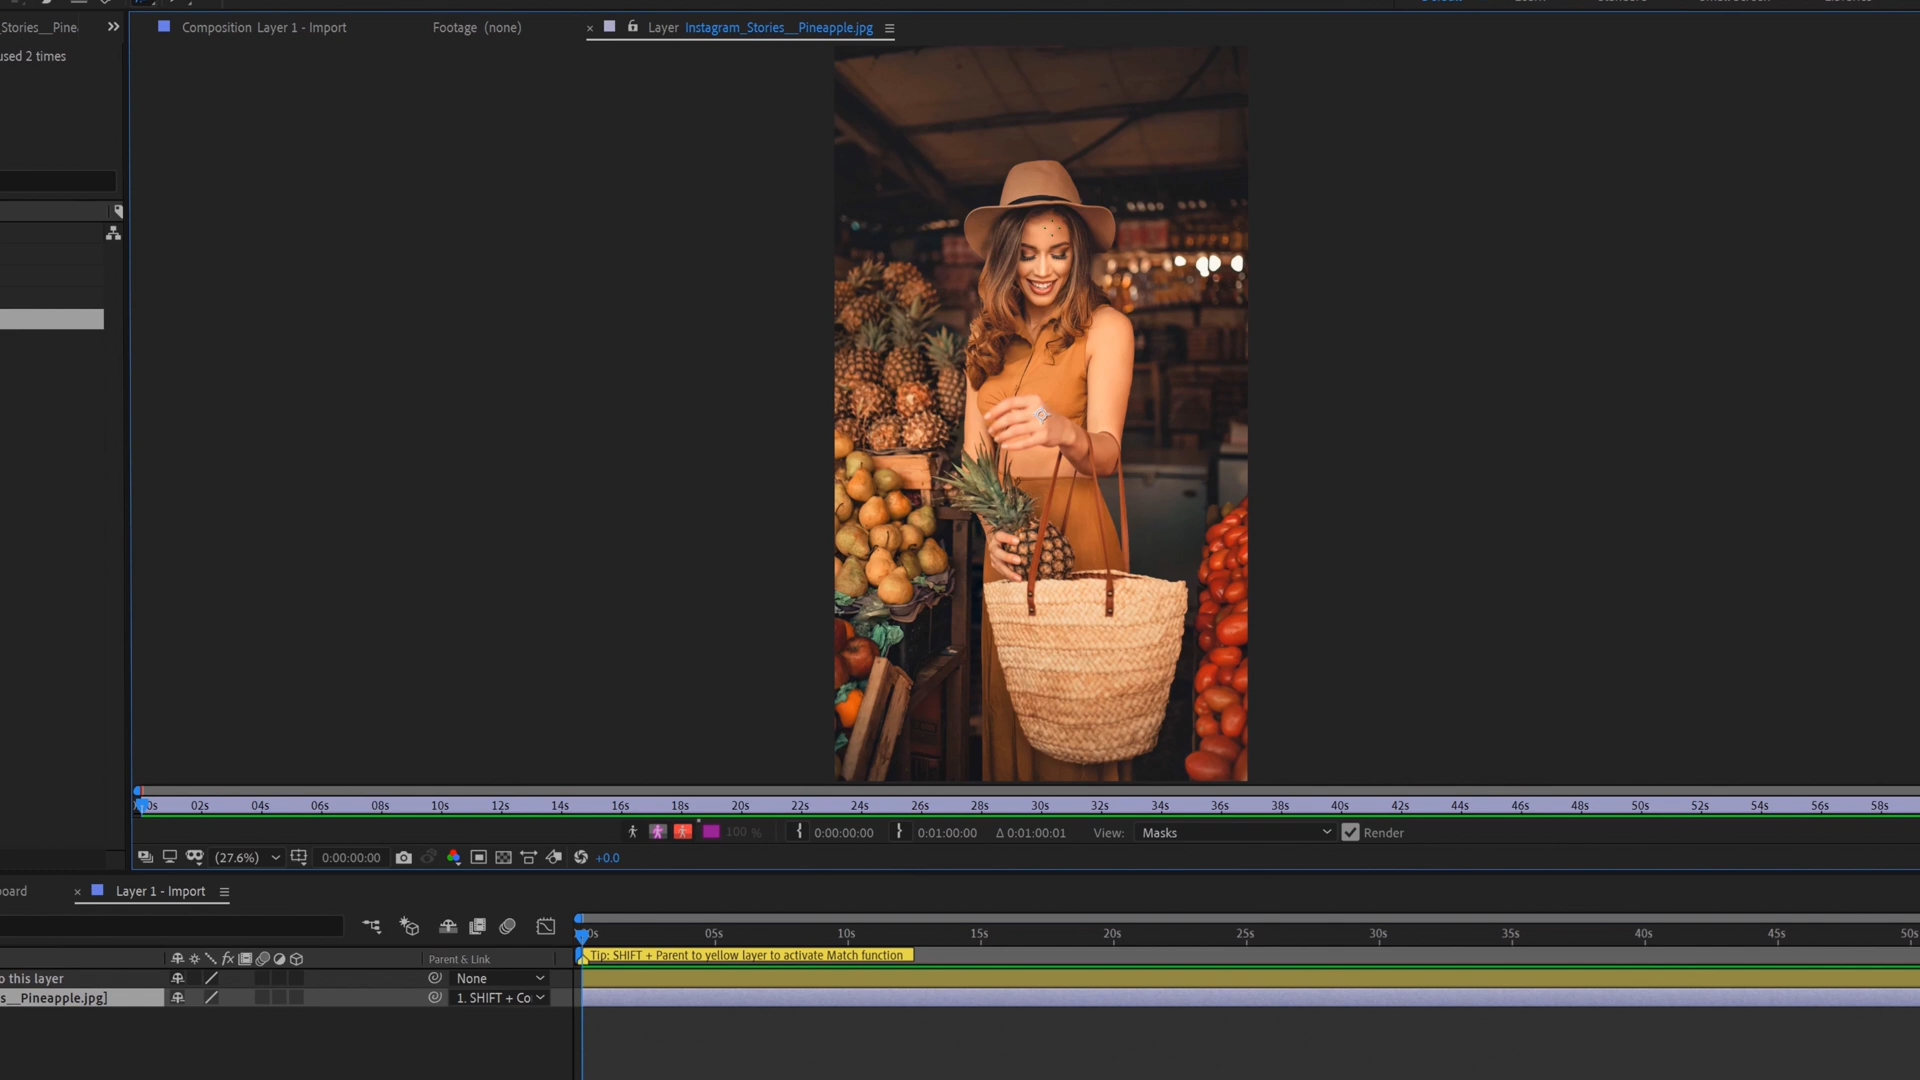 Stories__Pine
Composition Layer 1 - Import
Footage (none)
Layer Instagram_Stories__Pineapple.jpg
used 2 times
02s 04s 06s 08s 10s 12s 14s 16s 18s 20s 22s 24s 26s 28s 30s 32s 34s 36s 38s 40s 42s 44s 46s 48s 50s 52s 54s 56s 58s
100 % 0:00:00:00 0:01:00:00 Δ 0:01:00:01 View: Masks Render
(27.6%) 0:00:00:00 +0.0
oard
Layer 1 - Import
00s 05s 10s 15s 20s 25s 30s 35s 40s 45s 50s
Tip: SHIFT + Parent to yellow layer to activate Match function
fx Parent & Link
o this layer None
s__Pineapple.jpg] 1. SHIFT + Co